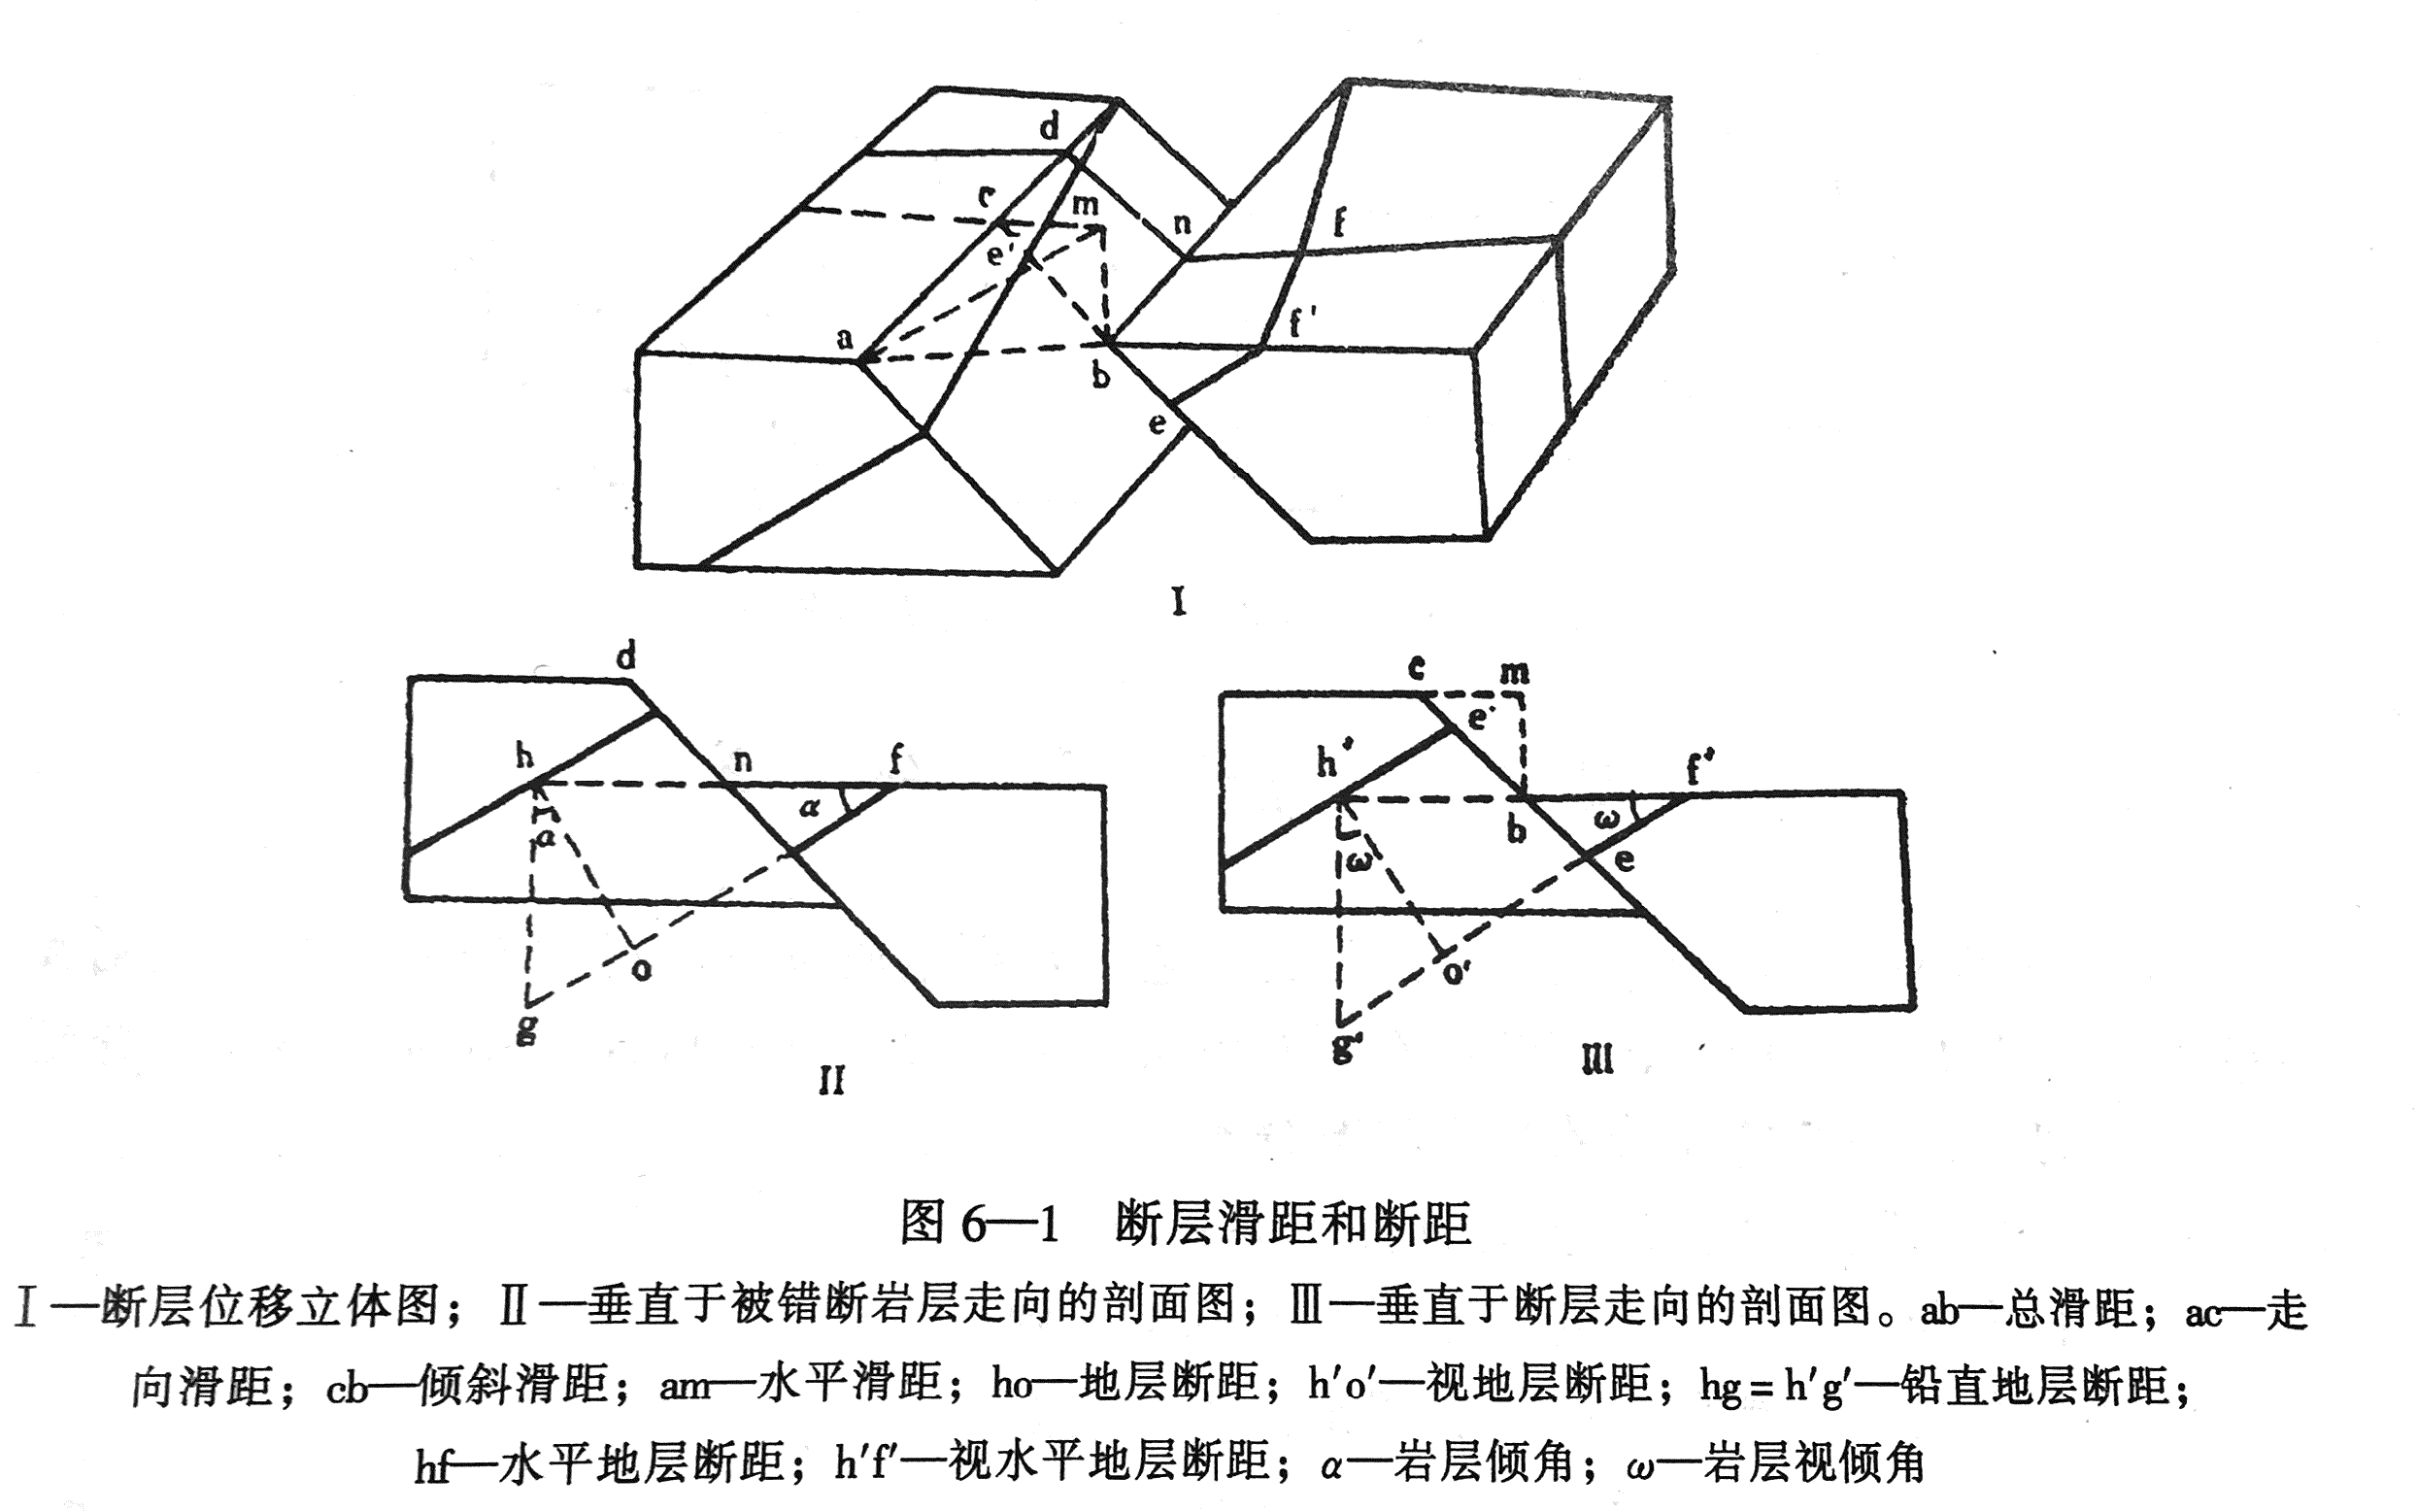 d
c m n f
e′
a f′
b
e
I
d
h n f
α
α
o
g
II
c m
e′
h′ f′
b ω
ω e
o′
g′
III
图 6—1 断层滑距和断距
Ⅰ—断层位移立体图；Ⅱ—垂直于被错断岩层走向的剖面图；Ⅲ—垂直于断层走向的剖面图。ab—总滑距；ac—走
向滑距；cb—倾斜滑距；am—水平滑距；ho—地层断距；h′o′—视地层断距；hg = h′g′—铅直地层断距；
hf—水平地层断距；h′f′—视水平地层断距；α—岩层倾角；ω—岩层视倾角